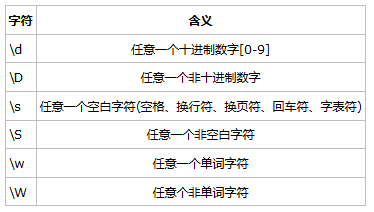 字符 含义
\d 任意一个十进制数字[0-9]
\D 任意一个非十进制数字
\s 任意一个空白字符(空格、换行符、换页符、回车符、字表符)
\S 任意一个非空白字符
\w 任意一个单词字符
\W 任意个非单词字符